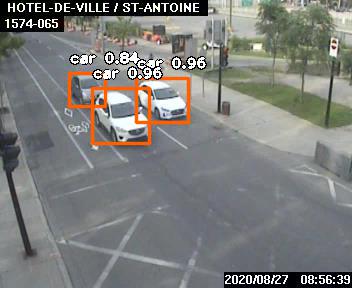 HOTEL-DE-VILLE / ST-ANTOINE
1574-065
car 0.84
car 0.96
car 0.96
2020/08/27 08:56:39